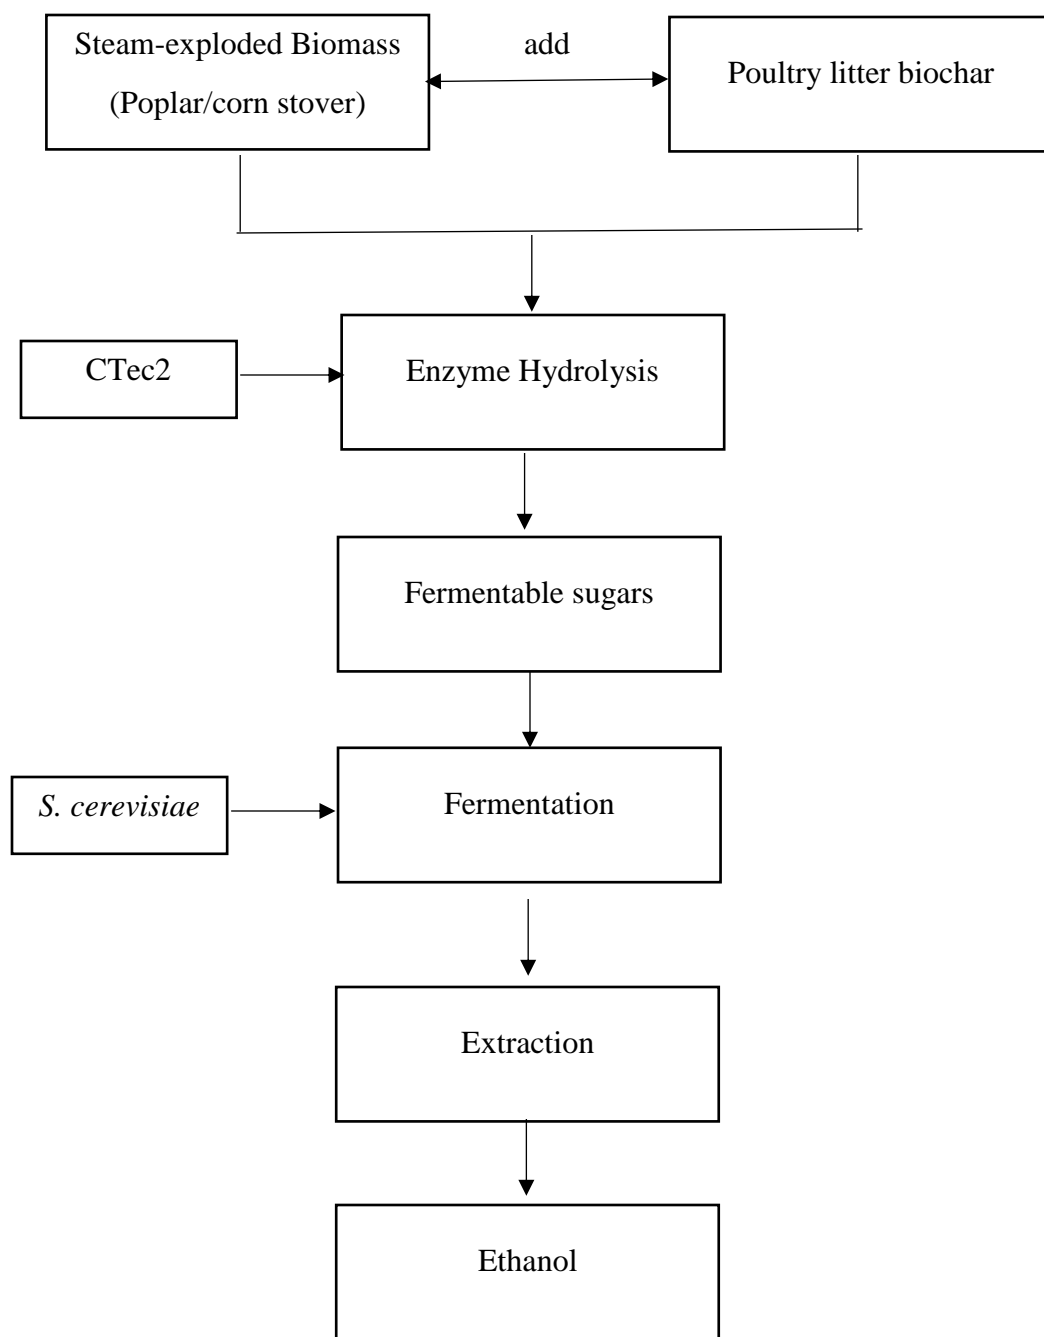 Steam-exploded Biomass
(Poplar/corn stover)
add
Poultry litter biochar
CTec2
Enzyme Hydrolysis
Fermentable sugars
S. cerevisiae
Fermentation
Extraction
Ethanol